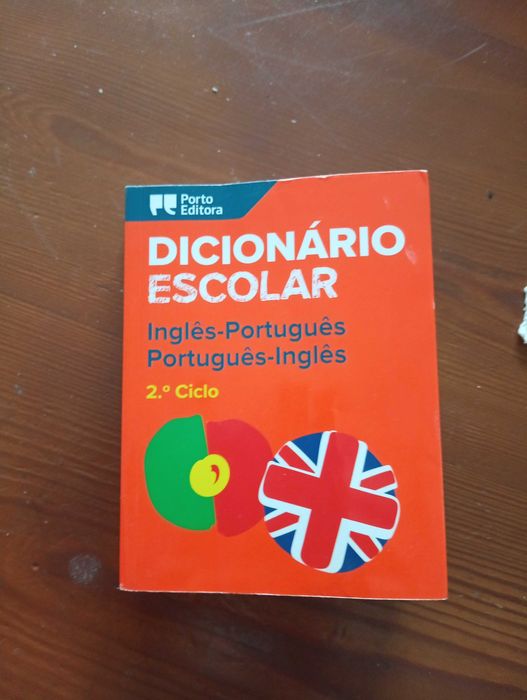 Porto
Editora
DICIONÁRIO
ESCOLAR
Inglês-Português
Português-Inglês
2.º Ciclo